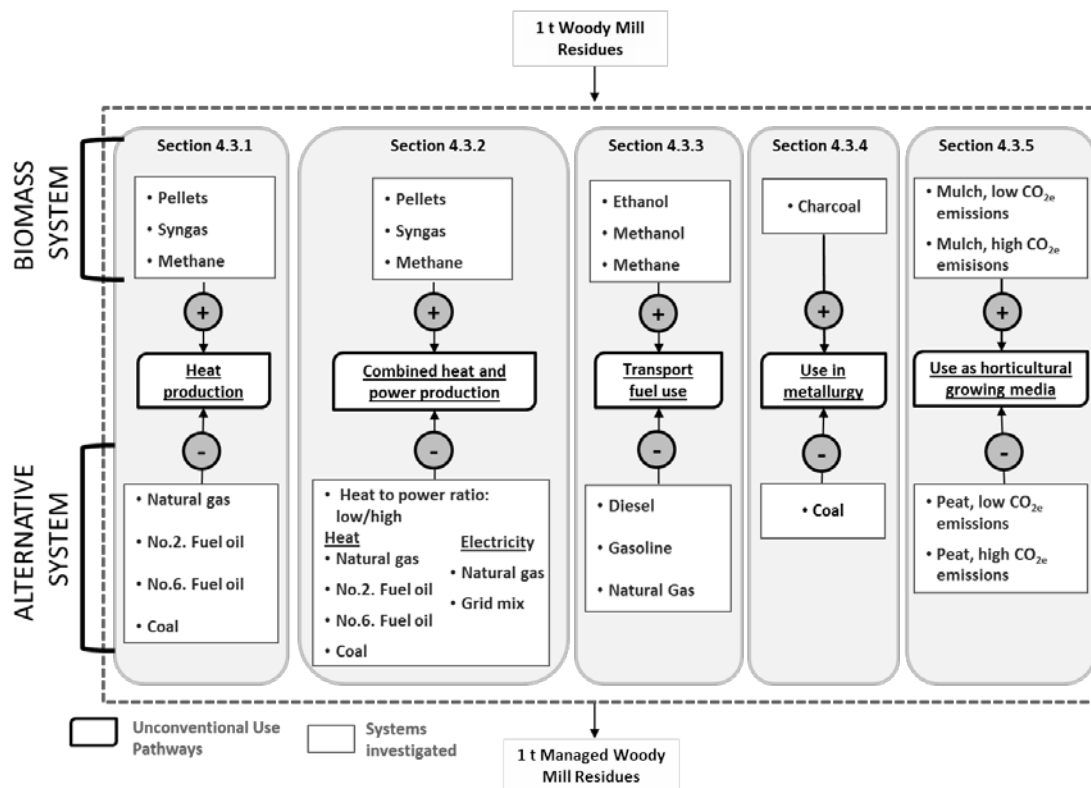 1 t Woody Mill
Residues
BIOMASS
SYSTEM
Section 4.3.1
• Pellets
• Syngas
• Methane
+
Heat
production
-
• Natural gas
• No.2. Fuel oil
• No.6. Fuel oil
• Coal
Section 4.3.2
• Pellets
• Syngas
• Methane
+
Combined heat and
power production
-
• Heat to power ratio:
low/high
Heat
• Natural gas
• No.2. Fuel oil
• No.6. Fuel oil
• Coal
Electricity
• Natural gas
• Grid mix
Section 4.3.3
• Ethanol
• Methanol
• Methane
+
Transport
fuel use
-
• Diesel
• Gasoline
• Natural Gas
Section 4.3.4
• Charcoal
+
Use in
metallurgy
-
• Coal
Section 4.3.5
• Mulch, low CO2e
emissions
• Mulch, high CO2e
emisisons
+
Use as horticultural
growing media
-
• Peat, low CO2e
emissions
• Peat, high CO2e
emissions
ALTERNATIVE
SYSTEM
Unconventional Use
Pathways
Systems
investigated
1 t Managed Woody
Mill Residues